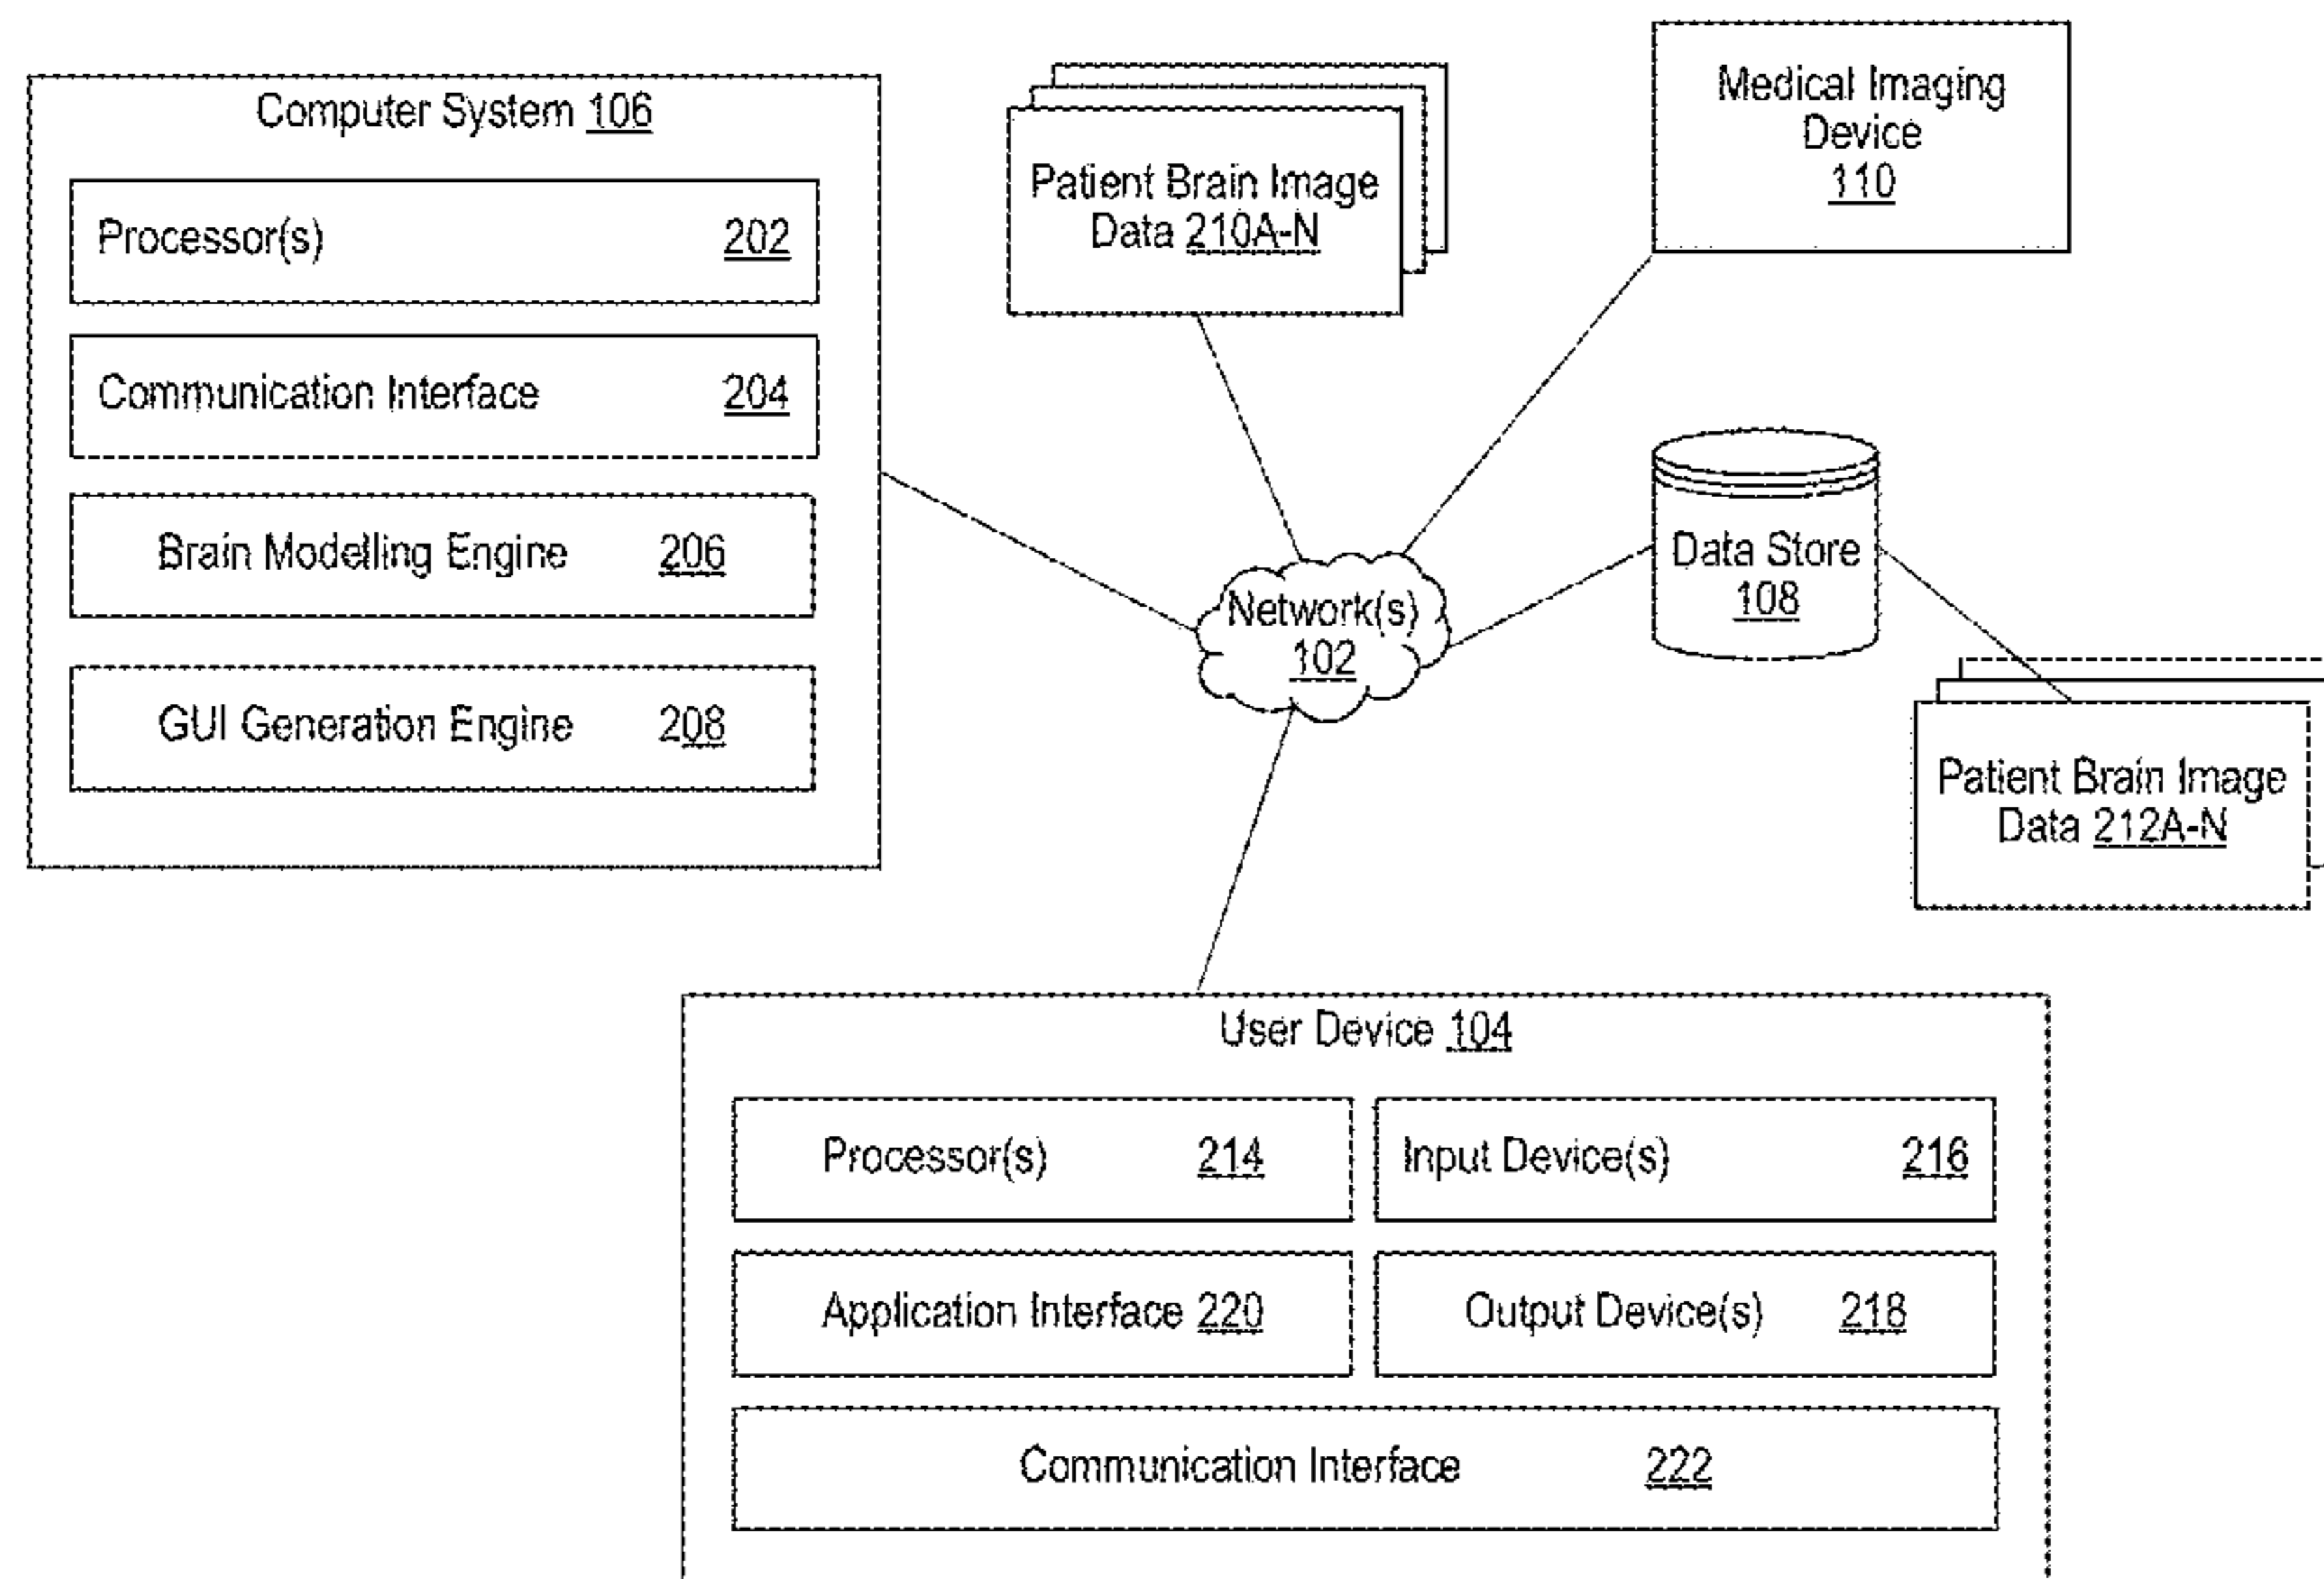 Computer System 106
Processor(s) 202
Communication Interface 204
Brain Modelling Engine 206
GUI Generation Engine 208
Patient Brain Image
Data 210A-N
Medical Imaging
Device
110
Network(s)
102
Data Store
108
Patient Brain Image
Data 212A-N
User Device 104
Processor(s) 214
Input Device(s) 216
Application Interface 220
Output Device(s) 218
Communication Interface 222